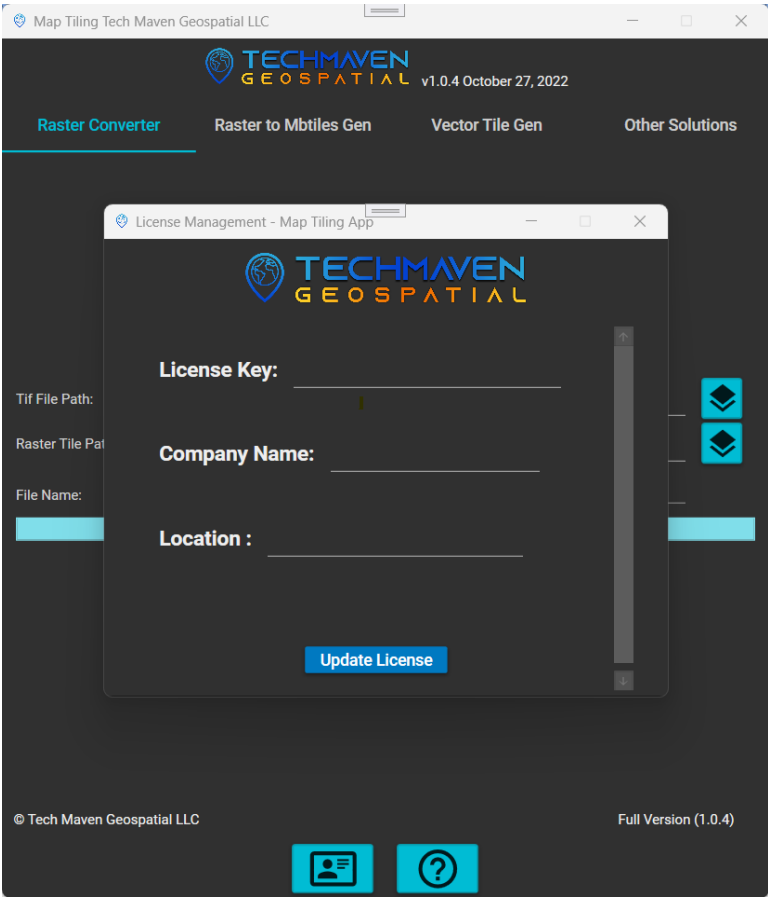 Map Tiling Tech Maven Geospatial LLC
TECHMAVEN
GEOSPATIAL v1.0.4 October 27, 2022
Raster Converter Raster to Mbtiles Gen Vector Tile Gen Other Solutions
License Management - Map Tiling App
TECHMAVEN
GEOSPATIAL
License Key:
Tif File Path:
Raster Tile Pat
Company Name:
File Name:
Location :
Update License
© Tech Maven Geospatial LLC Full Version (1.0.4)